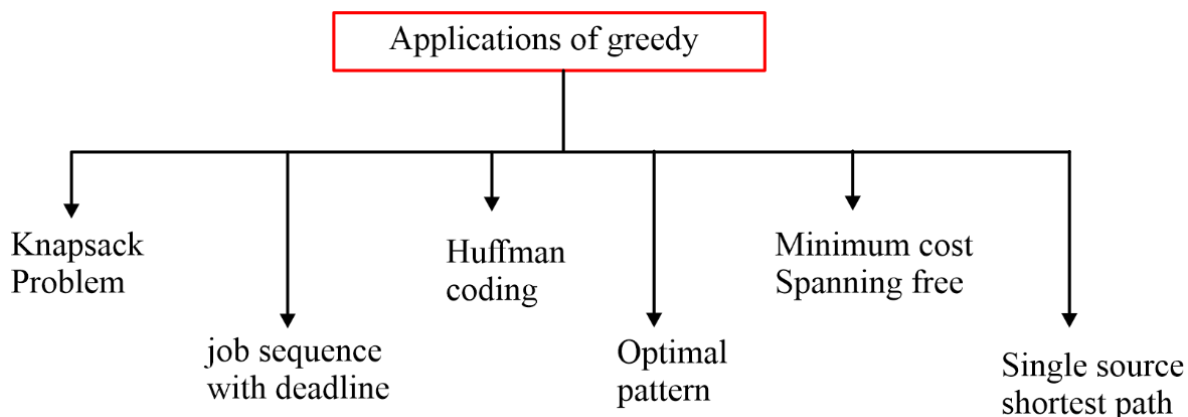 Applications of greedy
Knapsack
Problem
job sequence
with deadline
Huffman
coding
Optimal
pattern
Minimum cost
Spanning free
Single source
shortest path